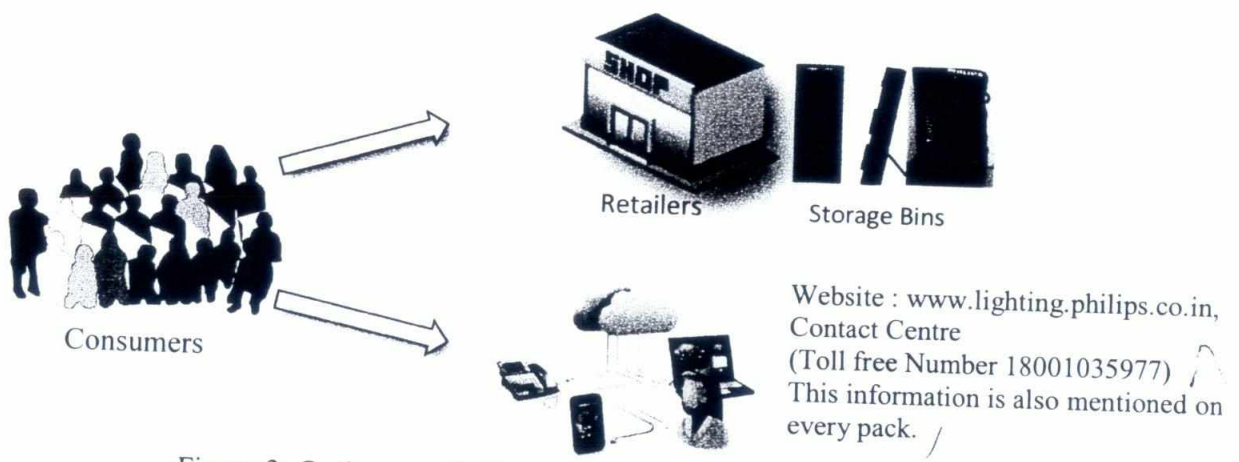 SHOP
Retailers
Storage Bins
Consumers
Website : www.lighting.philips.co.in,
Contact Centre
(Toll free Number 18001035977)
This information is also mentioned on
every pack.